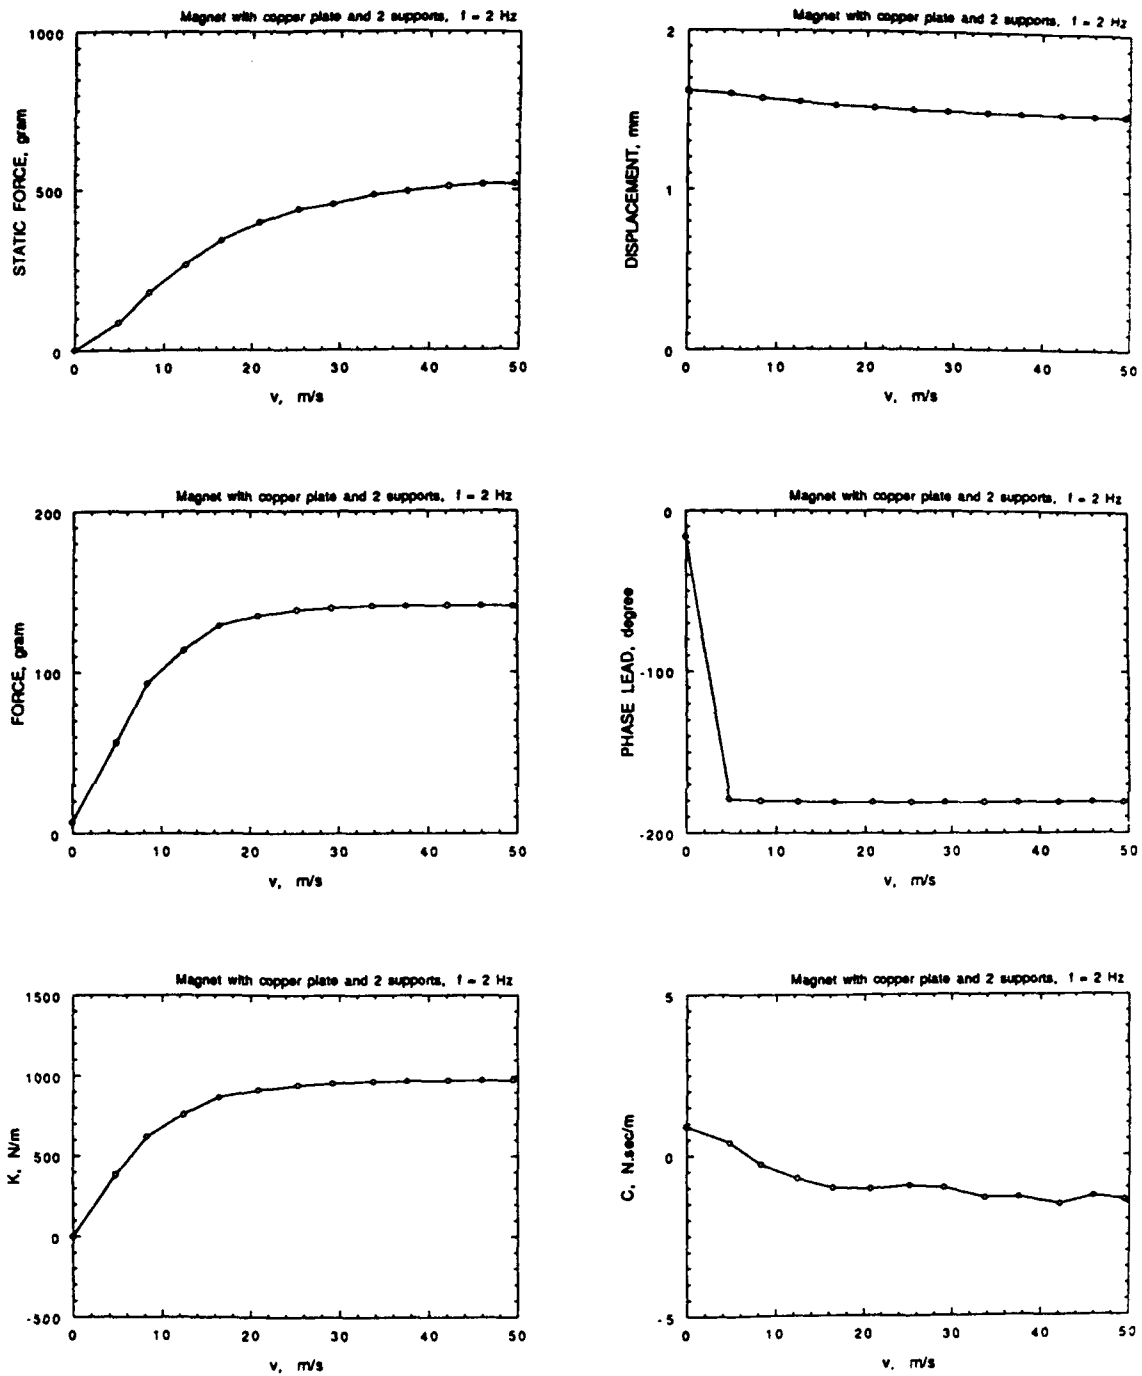 Magnet with copper plate and 2 supports, f = 2 Hz
1000
500
0
STATIC FORCE, gram
0 10 20 30 40 50
v, m/s
Magnet with copper plate and 2 supports, f = 2 Hz
2
1
0
DISPLACEMENT, mm
0 10 20 30 40 50
v, m/s
Magnet with copper plate and 2 supports, f = 2 Hz
200
100
0
FORCE, gram
0 10 20 30 40 50
v, m/s
Magnet with copper plate and 2 supports, f = 2 Hz
0
-100
-200
PHASE LEAD, degree
0 10 20 30 40 50
v, m/s
Magnet with copper plate and 2 supports, f = 2 Hz
1500
1000
500
0
-500
K, N/m
0 10 20 30 40 50
v, m/s
Magnet with copper plate and 2 supports, f = 2 Hz
5
0
-5
C, N.sec/m
0 10 20 30 40 50
v, m/s